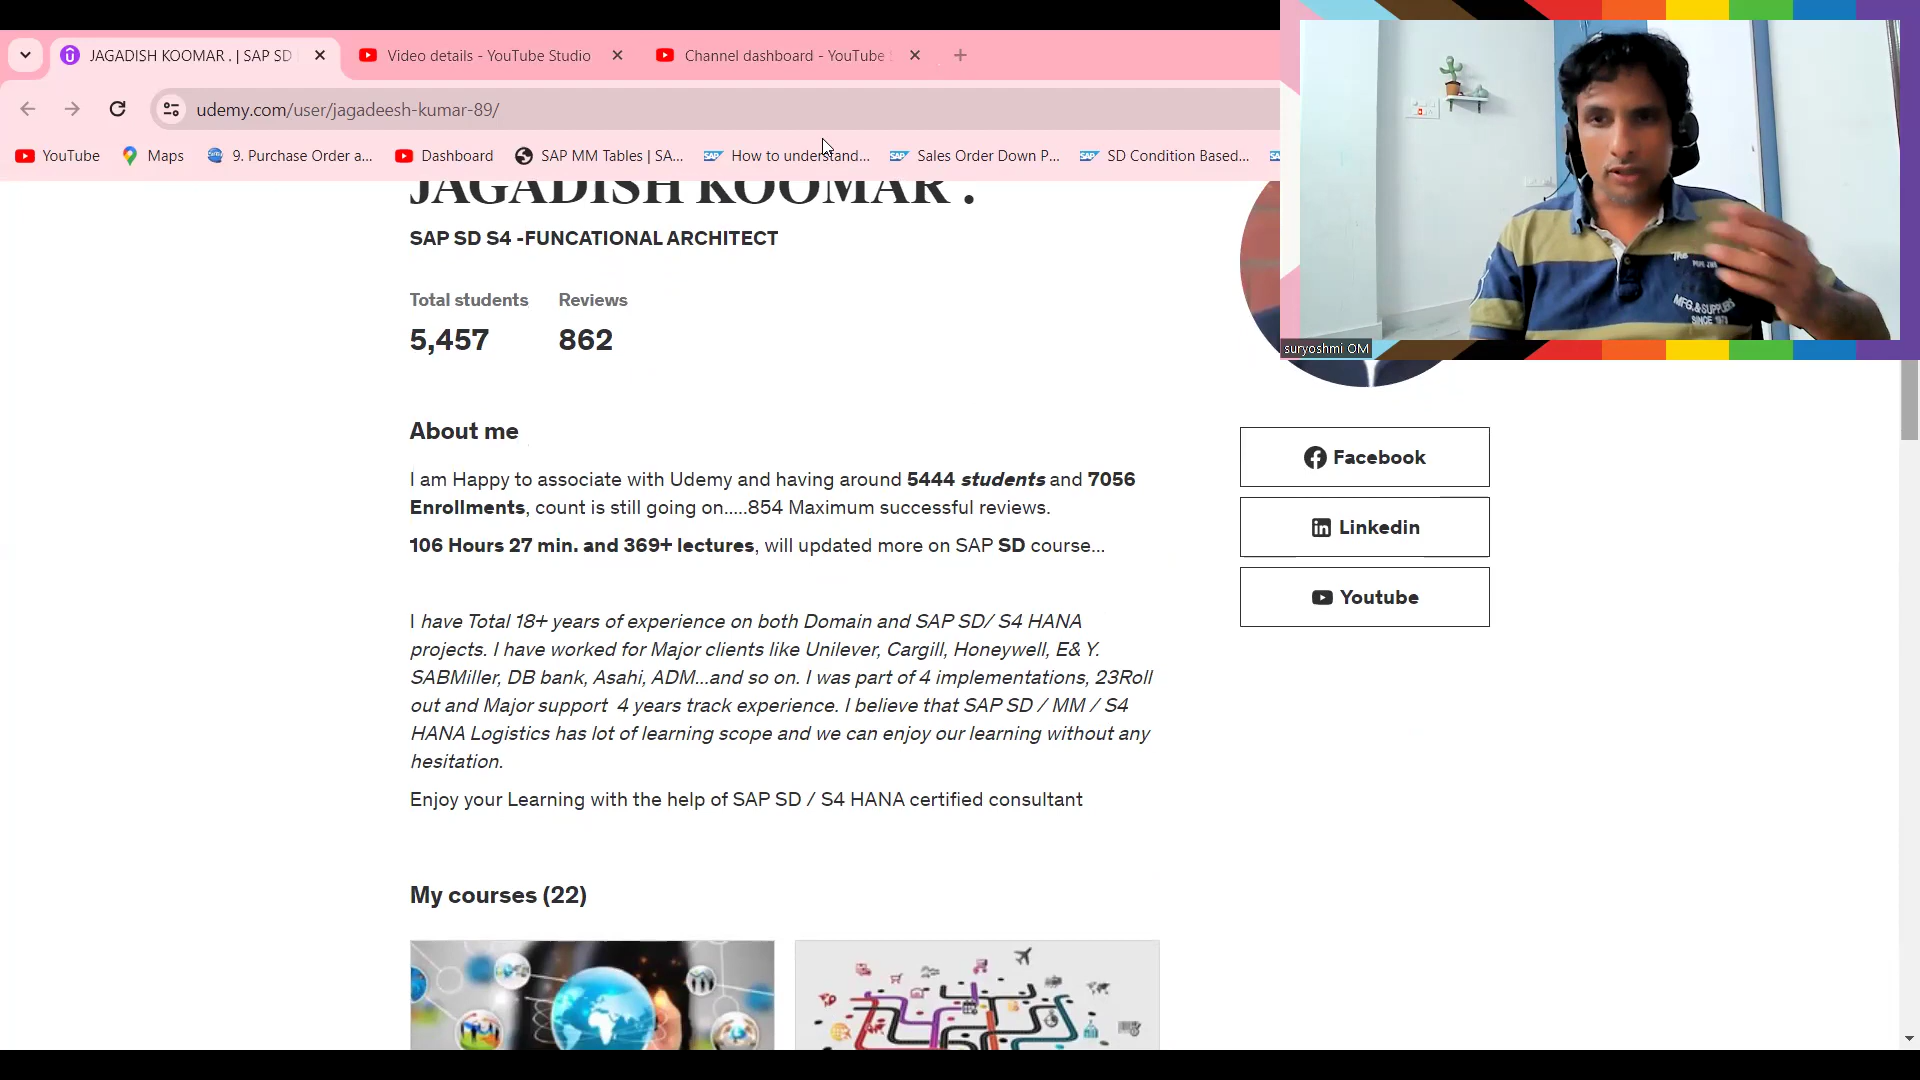 JAGADISH KOOMAR . | SAP SD
Video details - YouTube Studio
Channel dashboard - YouTube
udemy.com/user/jagadeesh-kumar-89/
YouTube
Maps
9. Purchase Order a...
Dashboard
SAP MM Tables | SA...
How to understand...
Sales Order Down P...
SD Condition Based...
JAGADISH KOOMAR .
SAP SD S4 -FUNCATIONAL ARCHITECT
Total students
Reviews
5,457
862
About me
I am Happy to associate with Udemy and having around 5444 students and 7056
Enrollments, count is still going on.....854 Maximum successful reviews.
106 Hours 27 min. and 369+ lectures, will updated more on SAP SD course...
I have Total 18+ years of experience on both Domain and SAP SD/ S4 HANA
projects. I have worked for Major clients like Unilever, Cargill, Honeywell, E& Y.
SABMiller, DB bank, Asahi, ADM...and so on. I was part of 4 implementations, 23Roll
out and Major support  4 years track experience. I believe that SAP SD / MM / S4
HANA Logistics has lot of learning scope and we can enjoy our learning without any
hesitation.
Enjoy your Learning with the help of SAP SD / S4 HANA certified consultant
My courses (22)
Facebook
Linkedin
Youtube
The
MFG.& SUPPLIERS
SINCE 1973
suryoshmi OM